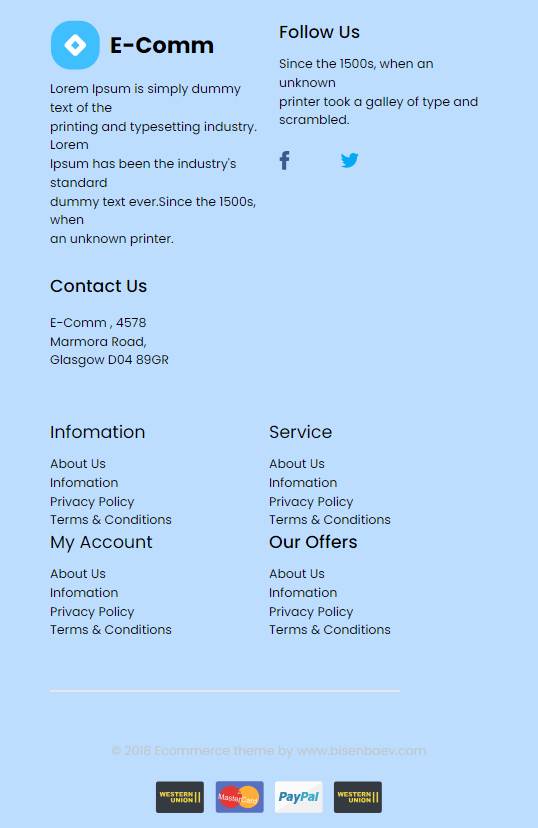 E-Comm
Lorem Ipsum is simply dummy
text of the
printing and typesetting industry.
Lorem
Ipsum has been the industry's
standard
dummy text ever.Since the 1500s,
when
an unknown printer.
Follow Us
Since the 1500s, when an
unknown
printer took a galley of type and
scrambled.
Contact Us
E-Comm , 4578
Marmora Road,
Glasgow D04 89GR
Infomation
About Us
Infomation
Privacy Policy
Terms & Conditions
Service
About Us
Infomation
Privacy Policy
Terms & Conditions
My Account
About Us
Infomation
Privacy Policy
Terms & Conditions
Our Offers
About Us
Infomation
Privacy Policy
Terms & Conditions
© 2018 Ecommerce theme by www.bisenbaev.com
WESTERN
UNION
MasterCard
PayPal
WESTERN
UNION